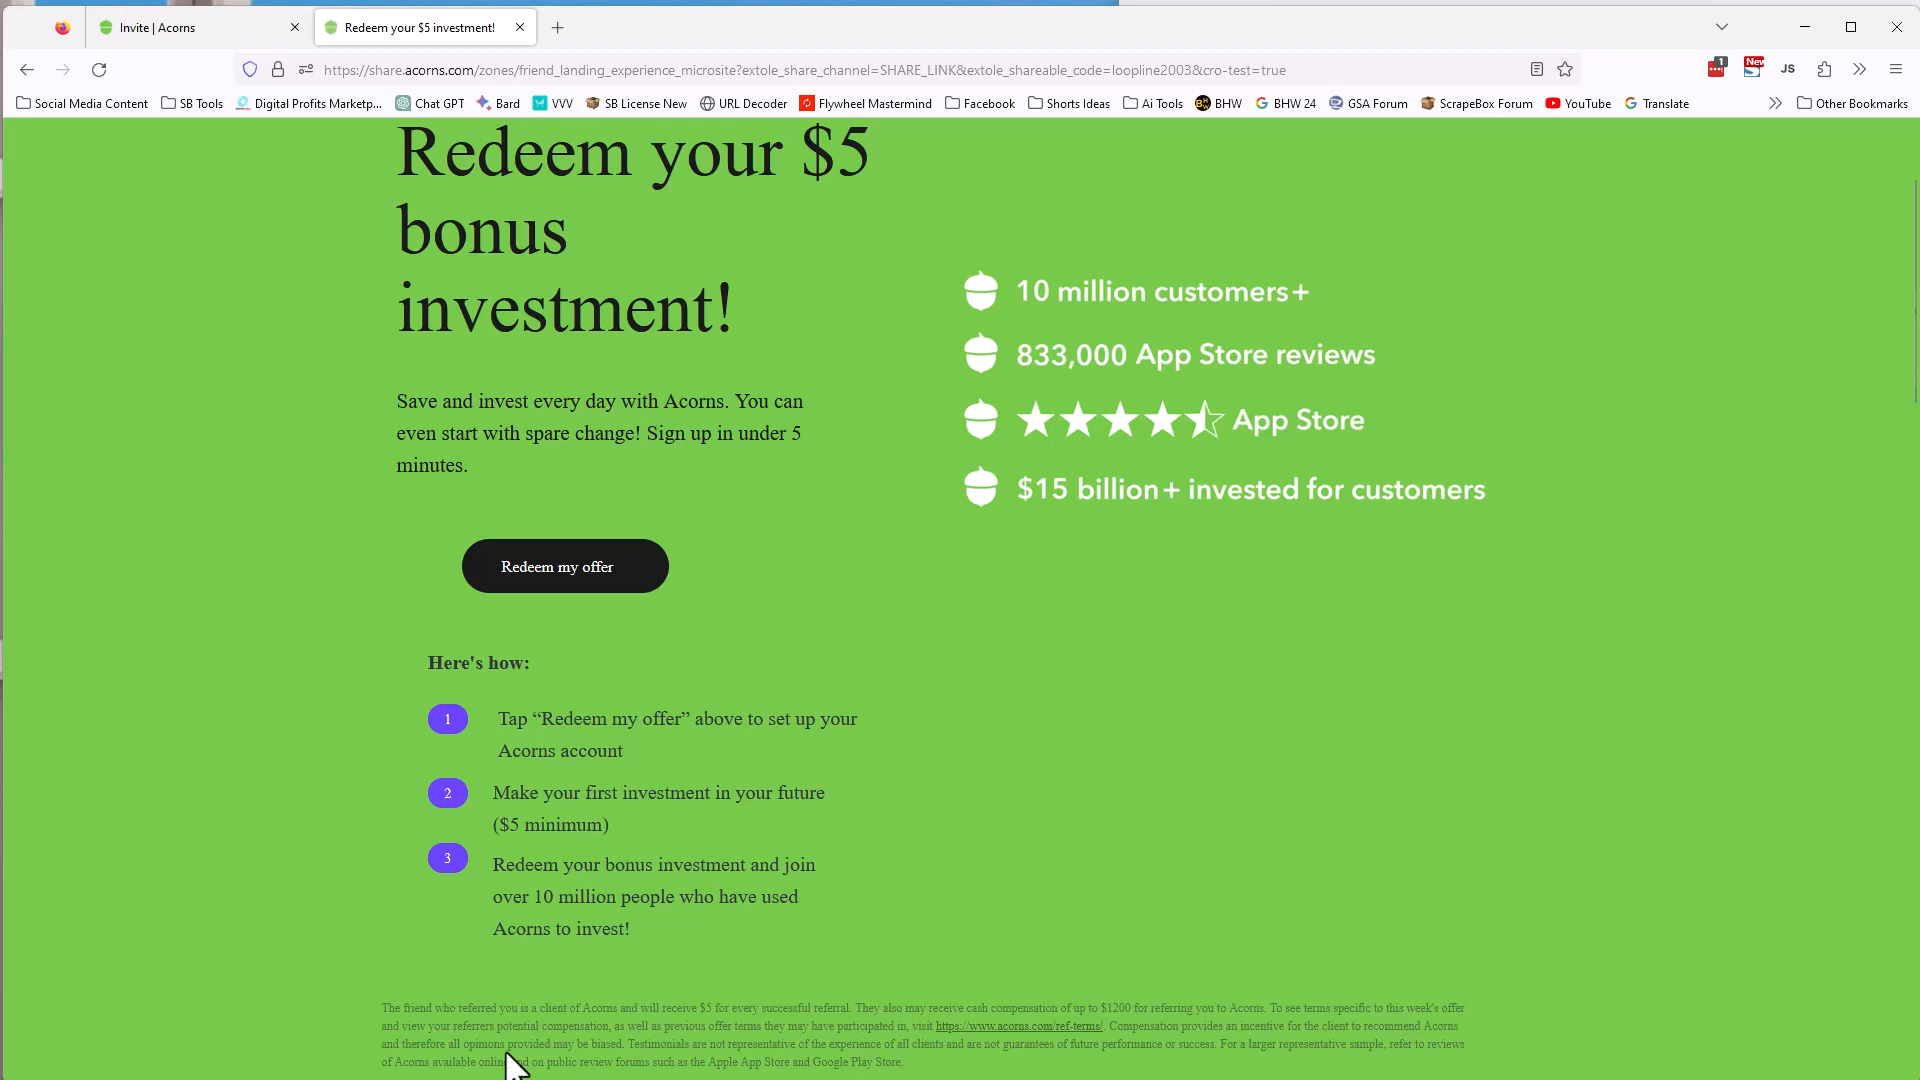 Invite | Acorns
Redeem your $5 investment!
https://share.acorns.com/zones/friend_landing_experience_microsite?extole_share_channel=SHARE_LINK&extole_shareable_code=loopline2003&cro-test=true
1
New
JS
Social Media Content
SB Tools
Digital Profits Marketp...
Chat GPT
Bard
VVV
SB License New
URL Decoder
Flywheel Mastermind
Facebook
Shorts Ideas
Ai Tools
BHW
BHW 24
GSA Forum
ScrapeBox Forum
YouTube
Translate
Other Bookmarks
Redeem your $5
bonus
investment!
Save and invest every day with Acorns. You can
even start with spare change! Sign up in under 5
minutes.
Redeem my offer
10 million customers+
833,000 App Store reviews
App Store
$15 billion+ invested for customers
Here's how:
1
Tap “Redeem my offer” above to set up your
Acorns account
2
Make your first investment in your future
($5 minimum)
3
Redeem your bonus investment and join
over 10 million people who have used
Acorns to invest!
The friend who referred you is a client of Acorns and will receive $5 for every successful referral. They also may receive cash compensation of up to $1200 for referring you to Acorns. To see terms specific to this week's offer
and view your referrers potential compensation, as well as previous offer terms they may have participated in, visit https://www.acorns.com/ref-terms/. Compensation provides an incentive for the client to recommend Acorns
and therefore all opinions provided may be biased. Testimonials are not representative of the experience of all clients and are not guarantees of future performance or success. For a larger representative sample, refer to reviews
of Acorns available online and on public review forums such as the Apple App Store and Google Play Store.